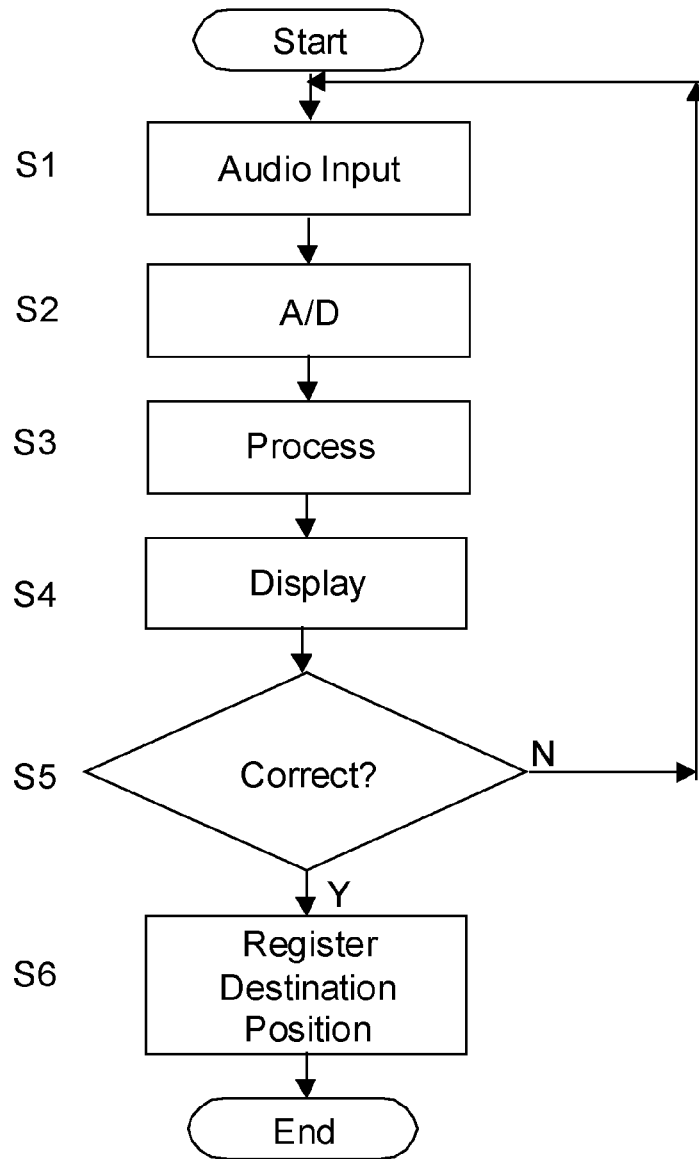 Start
S1
Audio Input
S2
A/D
S3
Process
S4
Display
S5
Correct?
N
Y
S6
Register
Destination
Position
End